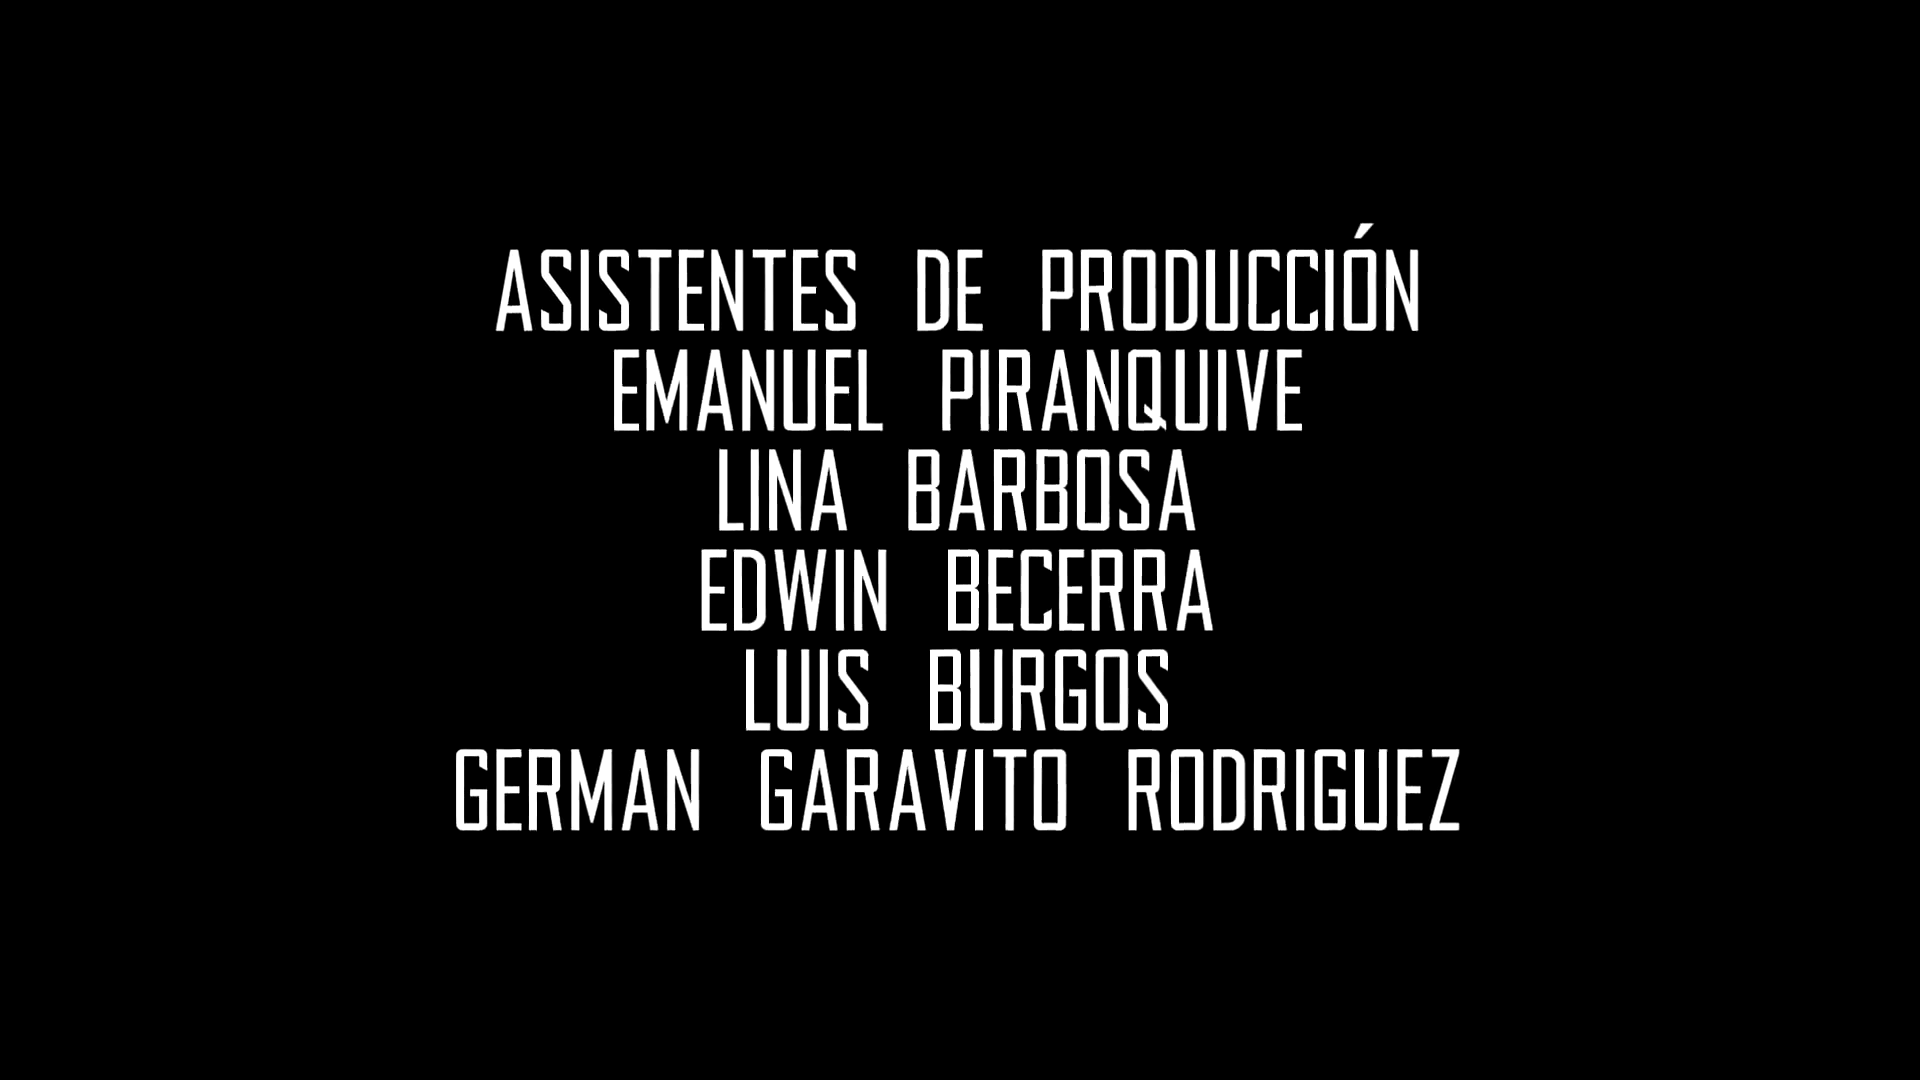 ASISTENTES DE PRODUCCIÓN
EMANUEL PIRANQUIVE
LINA BARBOSA
EDWIN BECERRA
LUIS BURGOS
GERMAN GARAVITO RODRIGUEZ